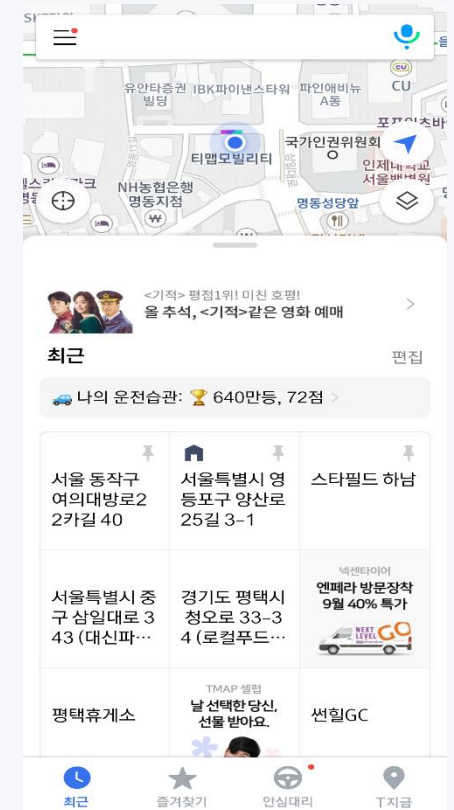 유안타증권
빌딩
IBK파이낸스타워
파인애비뉴
A동
CU
CU
티맵모빌리티
국가인권위원회
NH농협은행
명동지점
명동성당앞
<기적> 평점1위! 미친 호평!
올 추석, <기적>같은 영화 예매
최근
편집
나의 운전습관: 640만등, 72점
서울 동작구
여의대방로2
2카길 40
서울특별시 영
등포구 양산로
25길 3-1
스타필드 하남
서울특별시 중
구 삼일대로 3
43 (대신파…
경기도 평택시
청오로 33-3
4 (로컬푸드…
넥센타이어
엔페라 방문장착
9월 40% 특가
NEXT
LEVEL GO
평택휴게소
TMAP 셀럽
날 선택한 당신,
선물 받아요.
썬힐GC
최근
즐겨찾기
안심대리
T지금